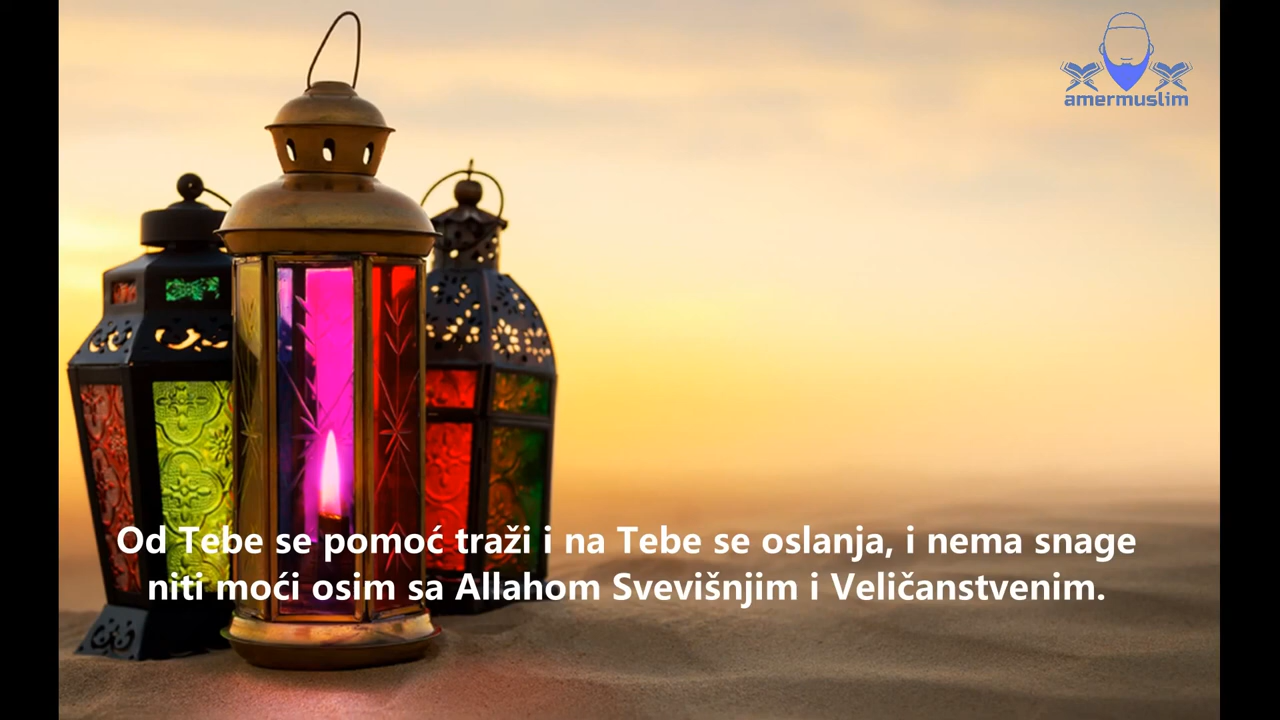 amermuslim
Od Tebe se pomoć traži i na Tebe se oslanja, i nema snage
niti moći osim sa Allahom Svevišnjim i Veličanstvenim.